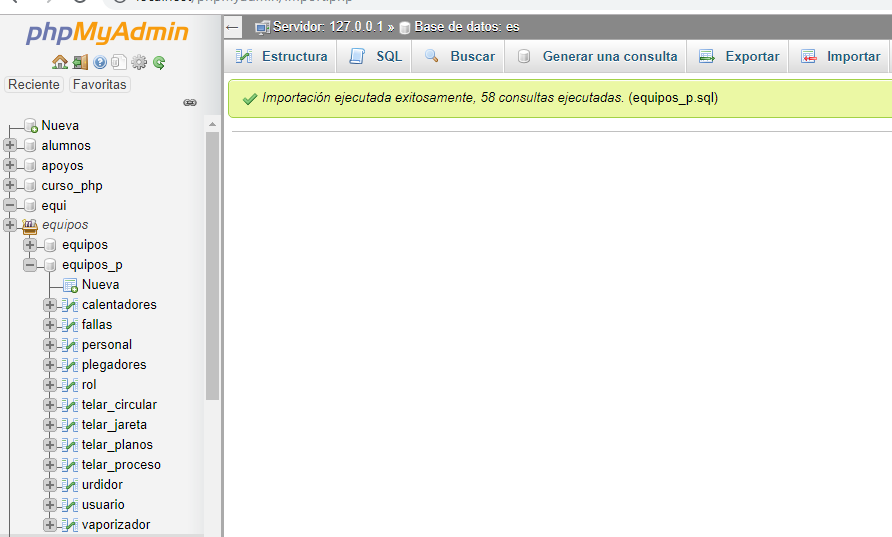 phpMyAdmin
Reciente Favoritas
Nueva
alumnos
apoyos
curso_php
equi
equipos
equipos
equipos_p
Nueva
calentadores
fallas
personal
plegadores
rol
telar_circular
telar_jareta
telar_planos
telar_proceso
urdidor
usuario
vaporizador
Servidor: 127.0.0.1 » Base de datos: es
Estructura SQL Buscar Generar una consulta Exportar Importar
Importación ejecutada exitosamente, 58 consultas ejecutadas. (equipos_p.sql)